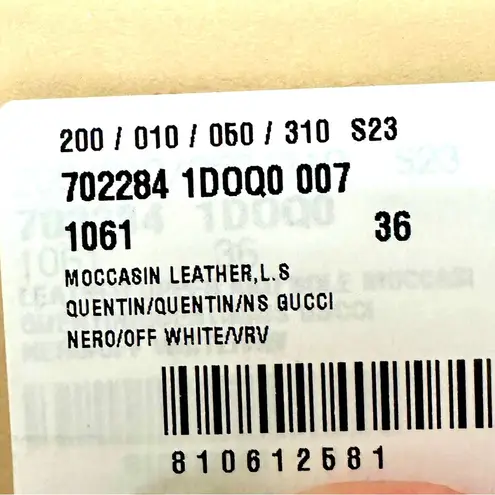 200 / 010 / 050 / 310 S23
702284 1DOQ0 007
1061 36
MOCCASIN LEATHER,L.S
QUENTIN/QUENTIN/NS GUCCI
NERO/OFF WHITE/VRV
810612581